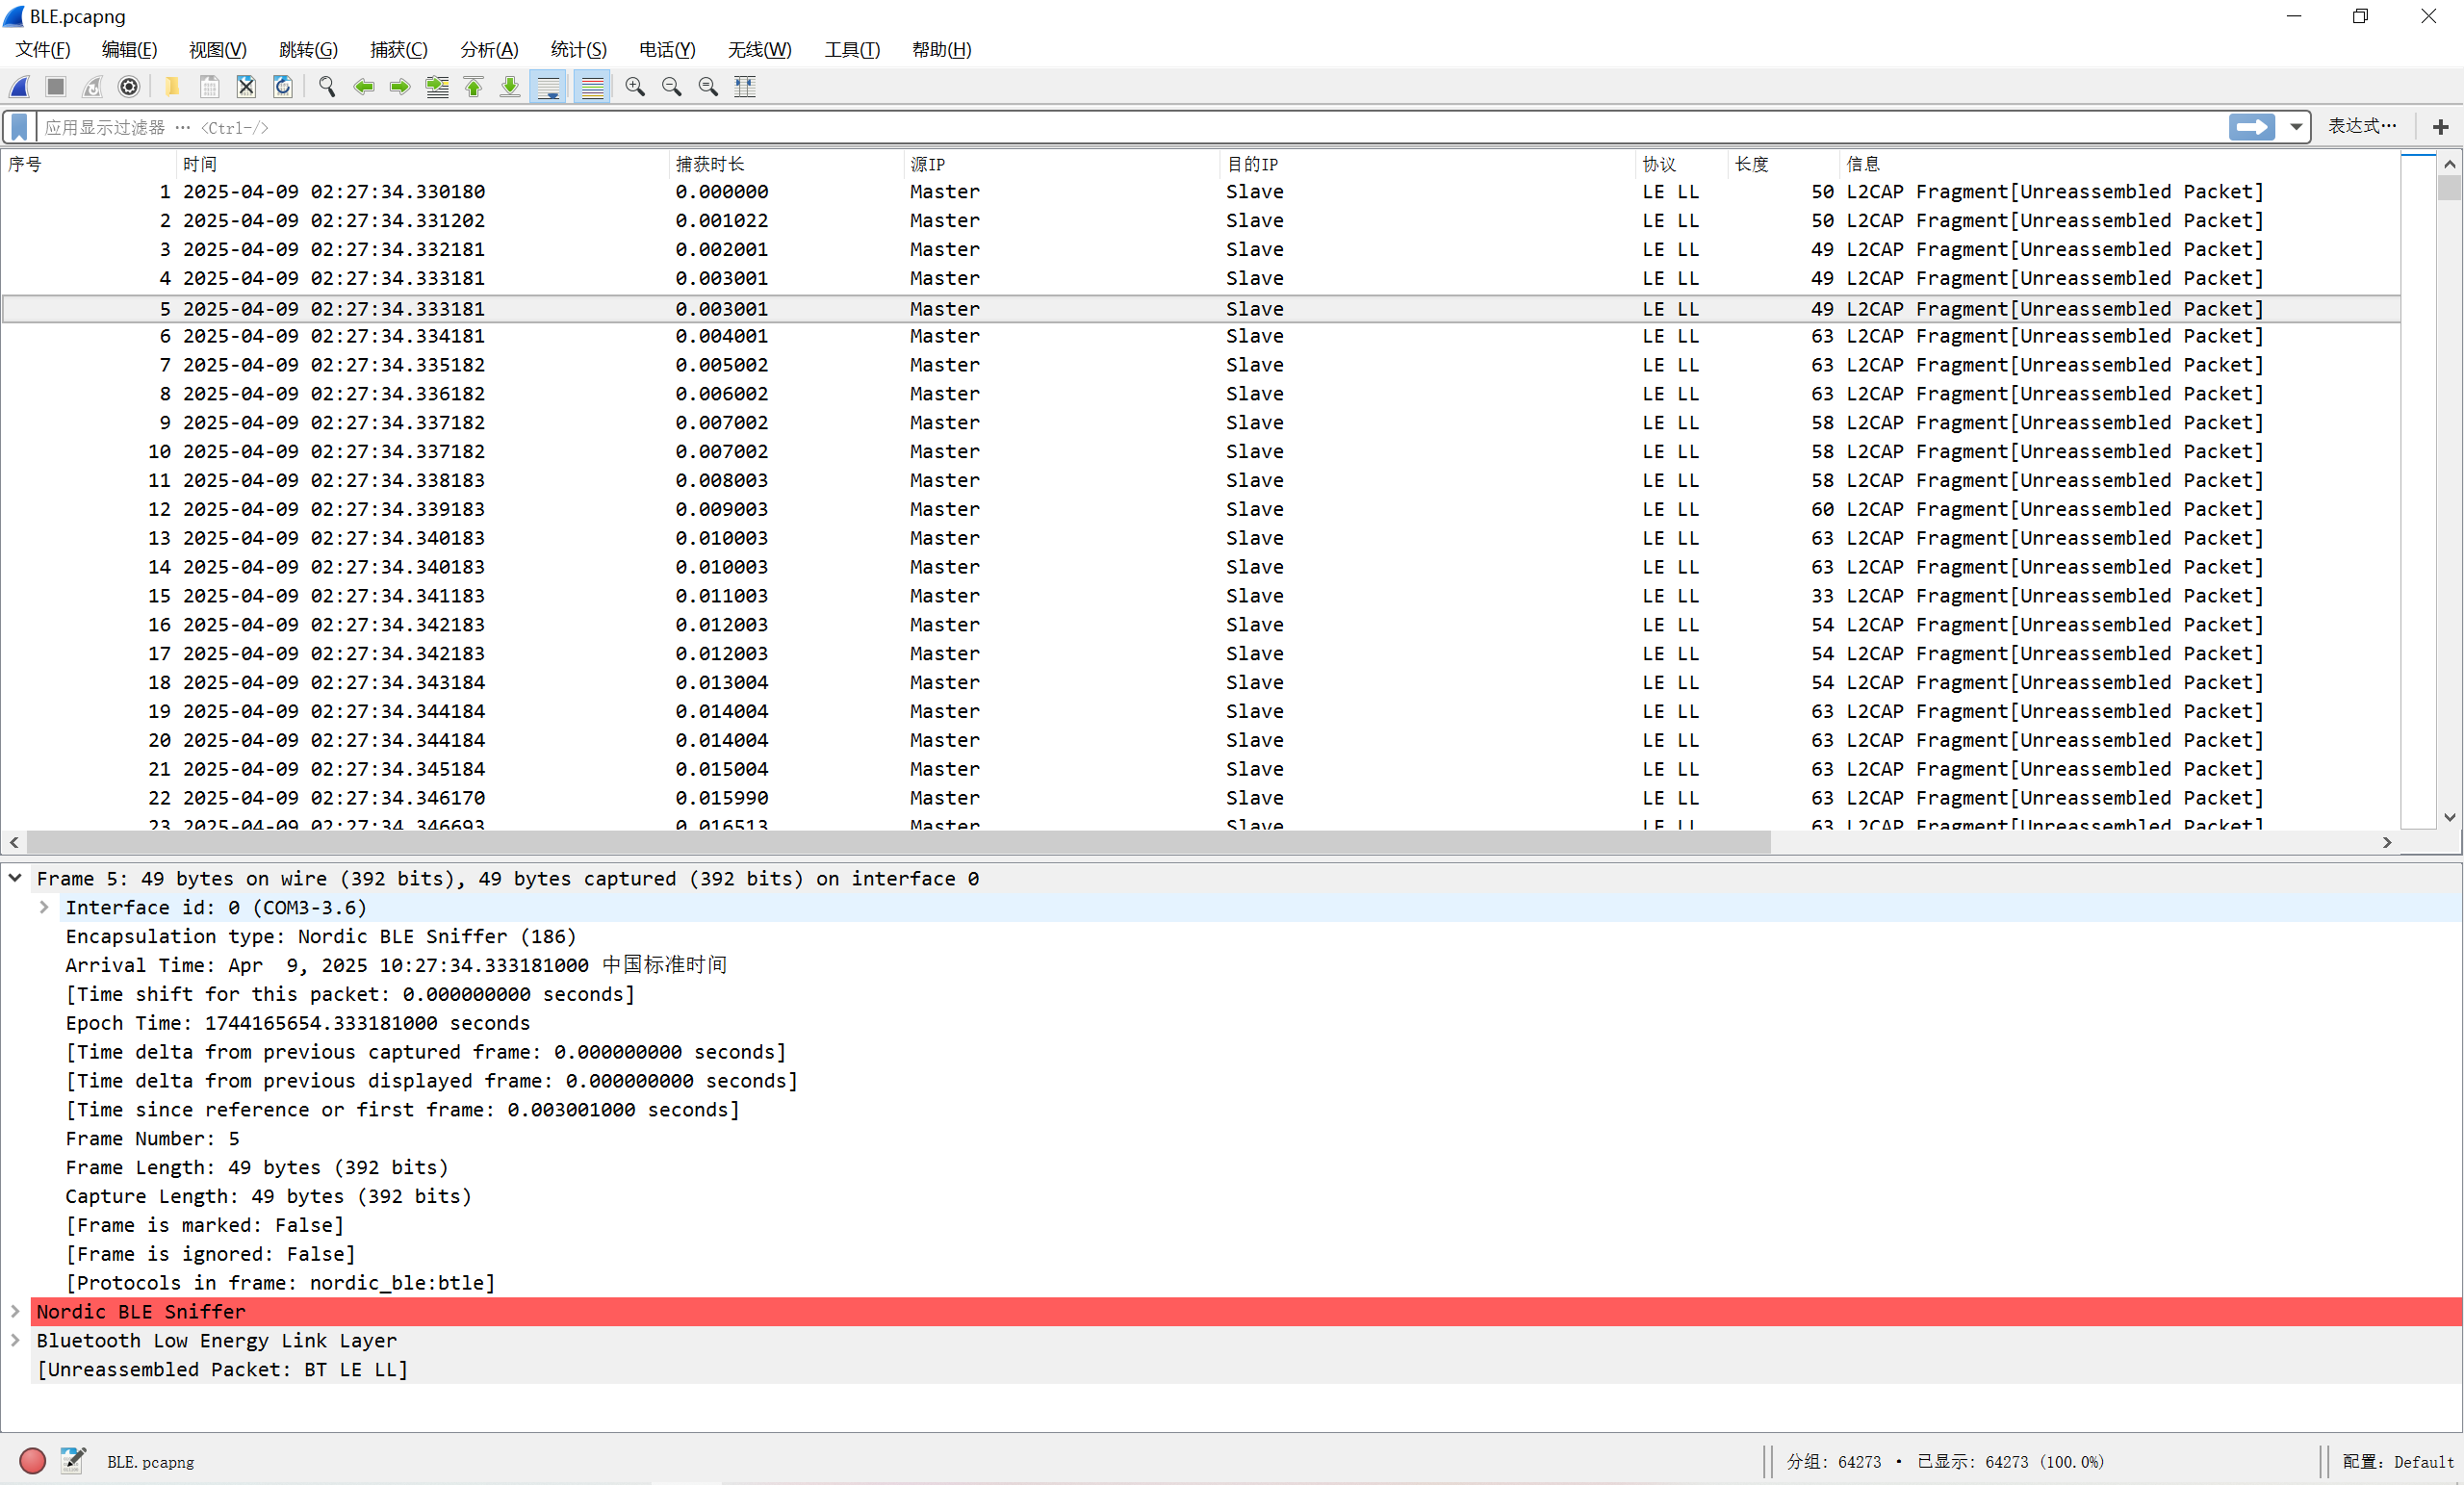 BLE.pcapng
文件(F) 编辑(E) 视图(V) 跳转(G) 捕获(C) 分析(A) 统计(S) 电话(Y) 无线(W) 工具(T) 帮助(H)
应用显示过滤器 … <Ctrl-/> 表达式…
序号 时间 捕获时长 源IP 目的IP 协议 长度 信息
1 2025-04-09 02:27:34.330180 0.000000 Master Slave LE LL 50 L2CAP Fragment[Unreassembled Packet]
2 2025-04-09 02:27:34.331202 0.001022 Master Slave LE LL 50 L2CAP Fragment[Unreassembled Packet]
3 2025-04-09 02:27:34.332181 0.002001 Master Slave LE LL 49 L2CAP Fragment[Unreassembled Packet]
4 2025-04-09 02:27:34.333181 0.003001 Master Slave LE LL 49 L2CAP Fragment[Unreassembled Packet]
5 2025-04-09 02:27:34.333181 0.003001 Master Slave LE LL 49 L2CAP Fragment[Unreassembled Packet]
6 2025-04-09 02:27:34.334181 0.004001 Master Slave LE LL 63 L2CAP Fragment[Unreassembled Packet]
7 2025-04-09 02:27:34.335182 0.005002 Master Slave LE LL 63 L2CAP Fragment[Unreassembled Packet]
8 2025-04-09 02:27:34.336182 0.006002 Master Slave LE LL 63 L2CAP Fragment[Unreassembled Packet]
9 2025-04-09 02:27:34.337182 0.007002 Master Slave LE LL 58 L2CAP Fragment[Unreassembled Packet]
10 2025-04-09 02:27:34.337182 0.007002 Master Slave LE LL 58 L2CAP Fragment[Unreassembled Packet]
11 2025-04-09 02:27:34.338183 0.008003 Master Slave LE LL 58 L2CAP Fragment[Unreassembled Packet]
12 2025-04-09 02:27:34.339183 0.009003 Master Slave LE LL 60 L2CAP Fragment[Unreassembled Packet]
13 2025-04-09 02:27:34.340183 0.010003 Master Slave LE LL 63 L2CAP Fragment[Unreassembled Packet]
14 2025-04-09 02:27:34.340183 0.010003 Master Slave LE LL 63 L2CAP Fragment[Unreassembled Packet]
15 2025-04-09 02:27:34.341183 0.011003 Master Slave LE LL 33 L2CAP Fragment[Unreassembled Packet]
16 2025-04-09 02:27:34.342183 0.012003 Master Slave LE LL 54 L2CAP Fragment[Unreassembled Packet]
17 2025-04-09 02:27:34.342183 0.012003 Master Slave LE LL 54 L2CAP Fragment[Unreassembled Packet]
18 2025-04-09 02:27:34.343184 0.013004 Master Slave LE LL 54 L2CAP Fragment[Unreassembled Packet]
19 2025-04-09 02:27:34.344184 0.014004 Master Slave LE LL 63 L2CAP Fragment[Unreassembled Packet]
20 2025-04-09 02:27:34.344184 0.014004 Master Slave LE LL 63 L2CAP Fragment[Unreassembled Packet]
21 2025-04-09 02:27:34.345184 0.015004 Master Slave LE LL 63 L2CAP Fragment[Unreassembled Packet]
22 2025-04-09 02:27:34.346170 0.015990 Master Slave LE LL 63 L2CAP Fragment[Unreassembled Packet]
23 2025-04-09 02:27:34.346693 0.016513 Master Slave LE LL 63 L2CAP Fragment[Unreassembled Packet]
Frame 5: 49 bytes on wire (392 bits), 49 bytes captured (392 bits) on interface 0
Interface id: 0 (COM3-3.6)
Encapsulation type: Nordic BLE Sniffer (186)
Arrival Time: Apr  9, 2025 10:27:34.333181000 中国标准时间
[Time shift for this packet: 0.000000000 seconds]
Epoch Time: 1744165654.333181000 seconds
[Time delta from previous captured frame: 0.000000000 seconds]
[Time delta from previous displayed frame: 0.000000000 seconds]
[Time since reference or first frame: 0.003001000 seconds]
Frame Number: 5
Frame Length: 49 bytes (392 bits)
Capture Length: 49 bytes (392 bits)
[Frame is marked: False]
[Frame is ignored: False]
[Protocols in frame: nordic_ble:btle]
Nordic BLE Sniffer
Bluetooth Low Energy Link Layer
[Unreassembled Packet: BT LE LL]
BLE.pcapng 分组: 64273 · 已显示: 64273 (100.0%) 配置: Default